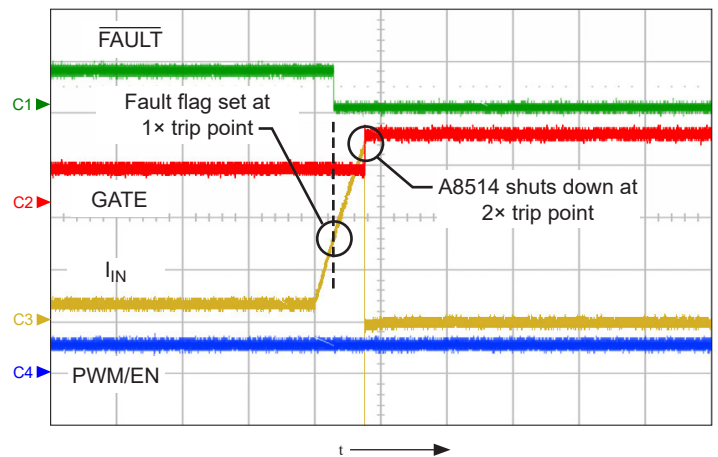 FAULT
C1
Fault flag set at
1× trip point
C2
GATE
A8514 shuts down at
2× trip point
I_IN
C3
C4
PWM/EN
t